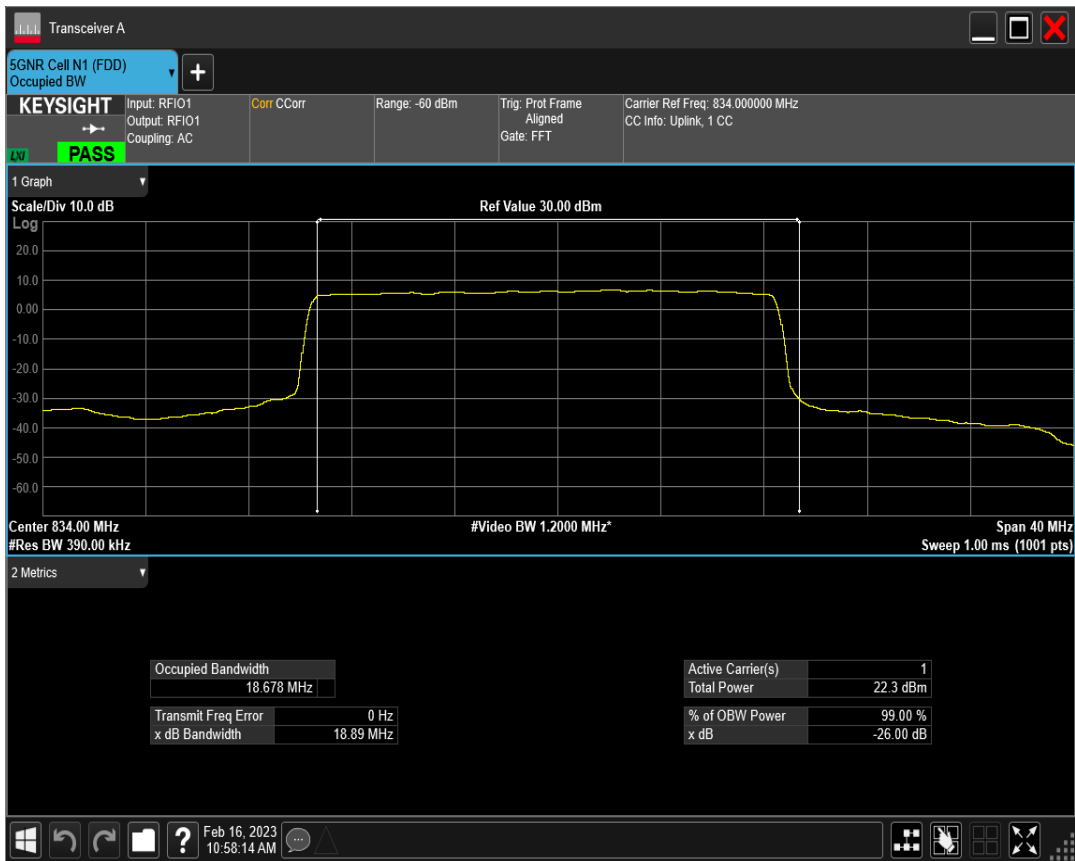 Transceiver A
5GNR Cell N1 (FDD)
Occupied BW
+
KEYSIGHT
LXI
PASS
Input: RFIO1
Output: RFIO1
Coupling: AC
Corr CCorr
Range: -60 dBm
Trig: Prot Frame
Aligned
Gate: FFT
Carrier Ref Freq: 834.000000 MHz
CC Info: Uplink, 1 CC
1 Graph
Scale/Div 10.0 dB
Ref Value 30.00 dBm
Log
20.0
10.0
0.00
-10.0
-20.0
-30.0
-40.0
-50.0
-60.0
Center 834.00 MHz
#Video BW 1.2000 MHz*
Span 40 MHz
#Res BW 390.00 kHz
Sweep 1.00 ms (1001 pts)
2 Metrics
Occupied Bandwidth
18.678 MHz
Transmit Freq Error 0 Hz
x dB Bandwidth 18.89 MHz
Active Carrier(s) 1
Total Power 22.3 dBm
% of OBW Power 99.00 %
x dB -26.00 dB
?
Feb 16, 2023
10:58:14 AM